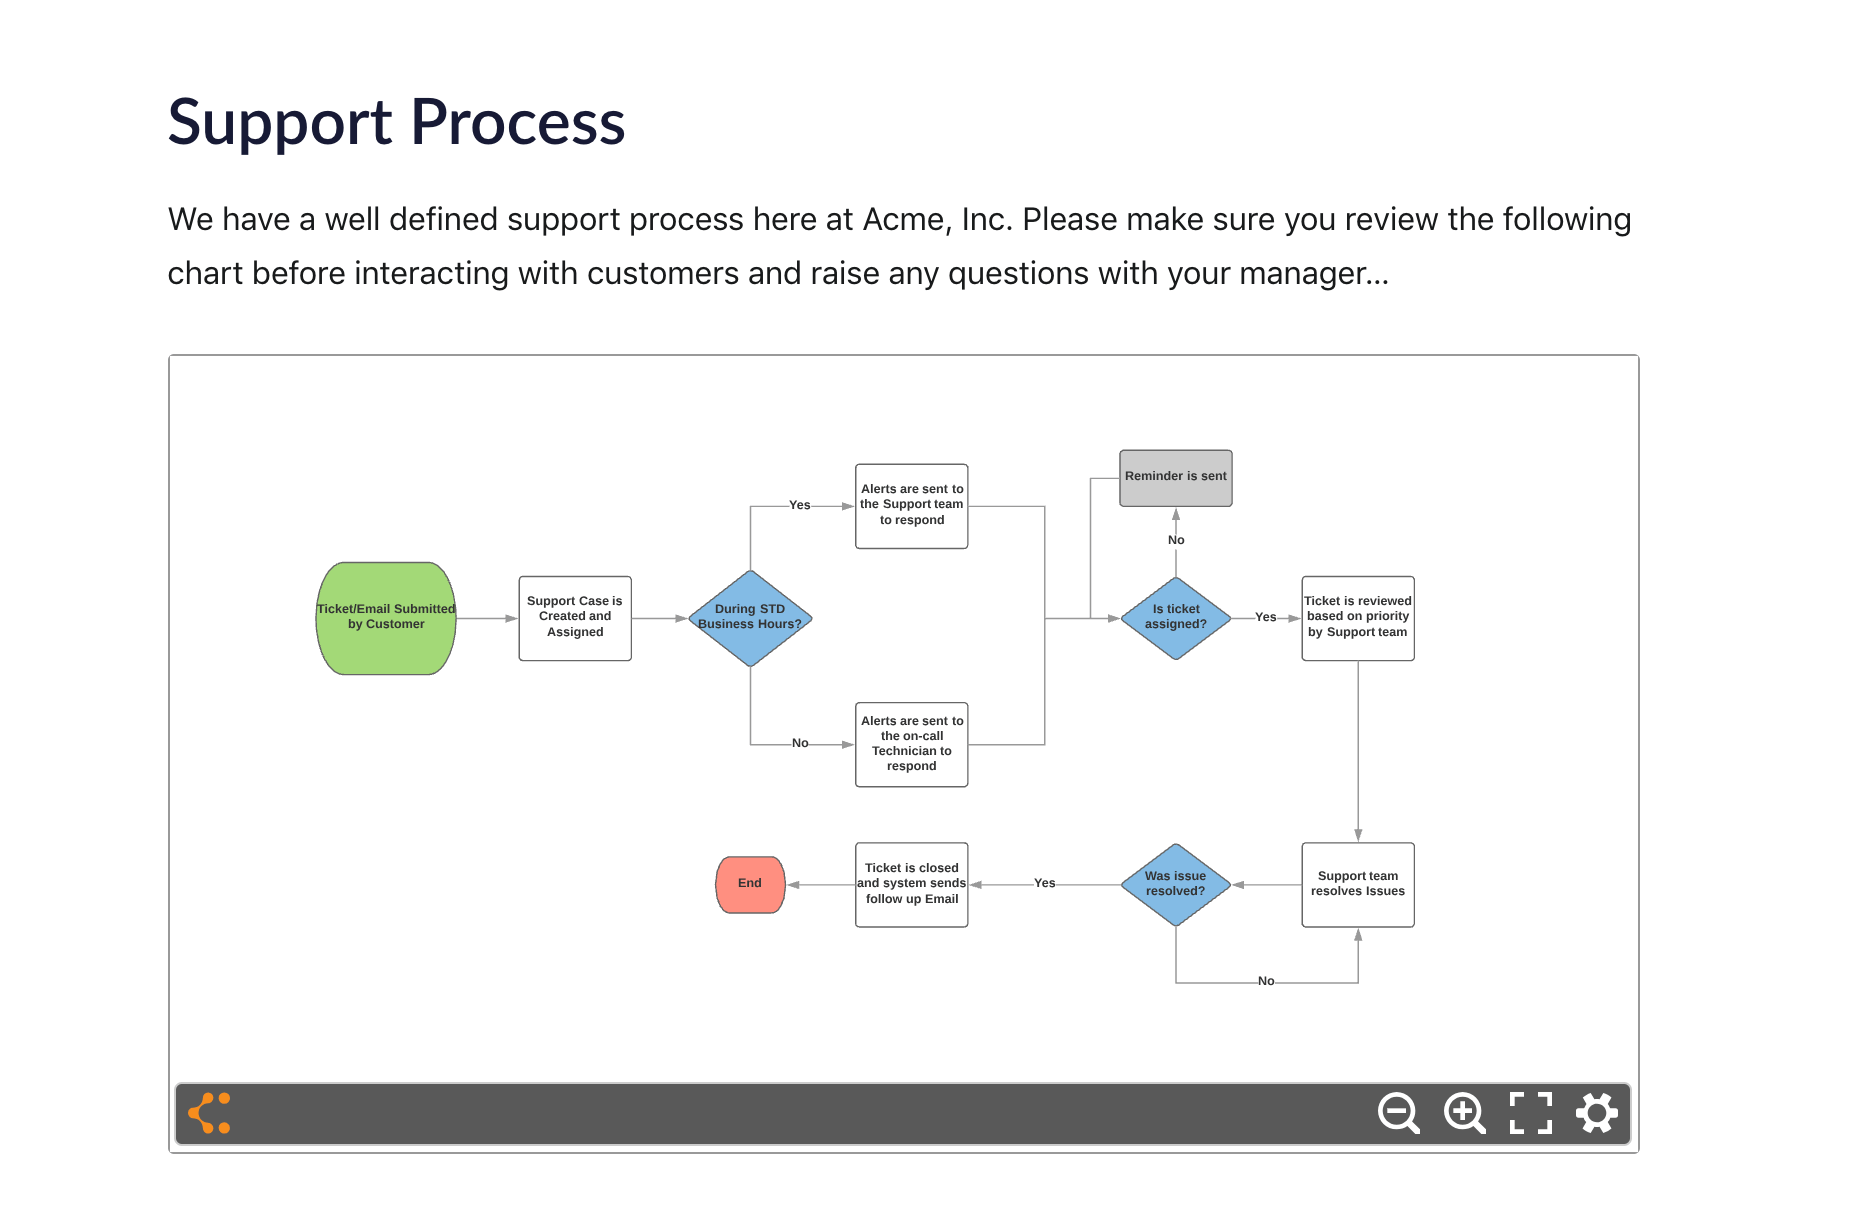 Support Process
We have a well defined support process here at Acme, Inc. Please make sure you review the following
chart before interacting with customers and raise any questions with your manager...
Ticket/Email Submitted
by Customer
Support Case is
Created and
Assigned
During STD
Business Hours?
Yes
Alerts are sent to
the Support team
to respond
No
Alerts are sent to
the on-call
Technician to
respond
Reminder is sent
No
Is ticket
assigned?
Yes
Ticket is reviewed
based on priority
by Support team
Support team
resolves Issues
Was issue
resolved?
No
Yes
Ticket is closed
and system sends
follow up Email
End